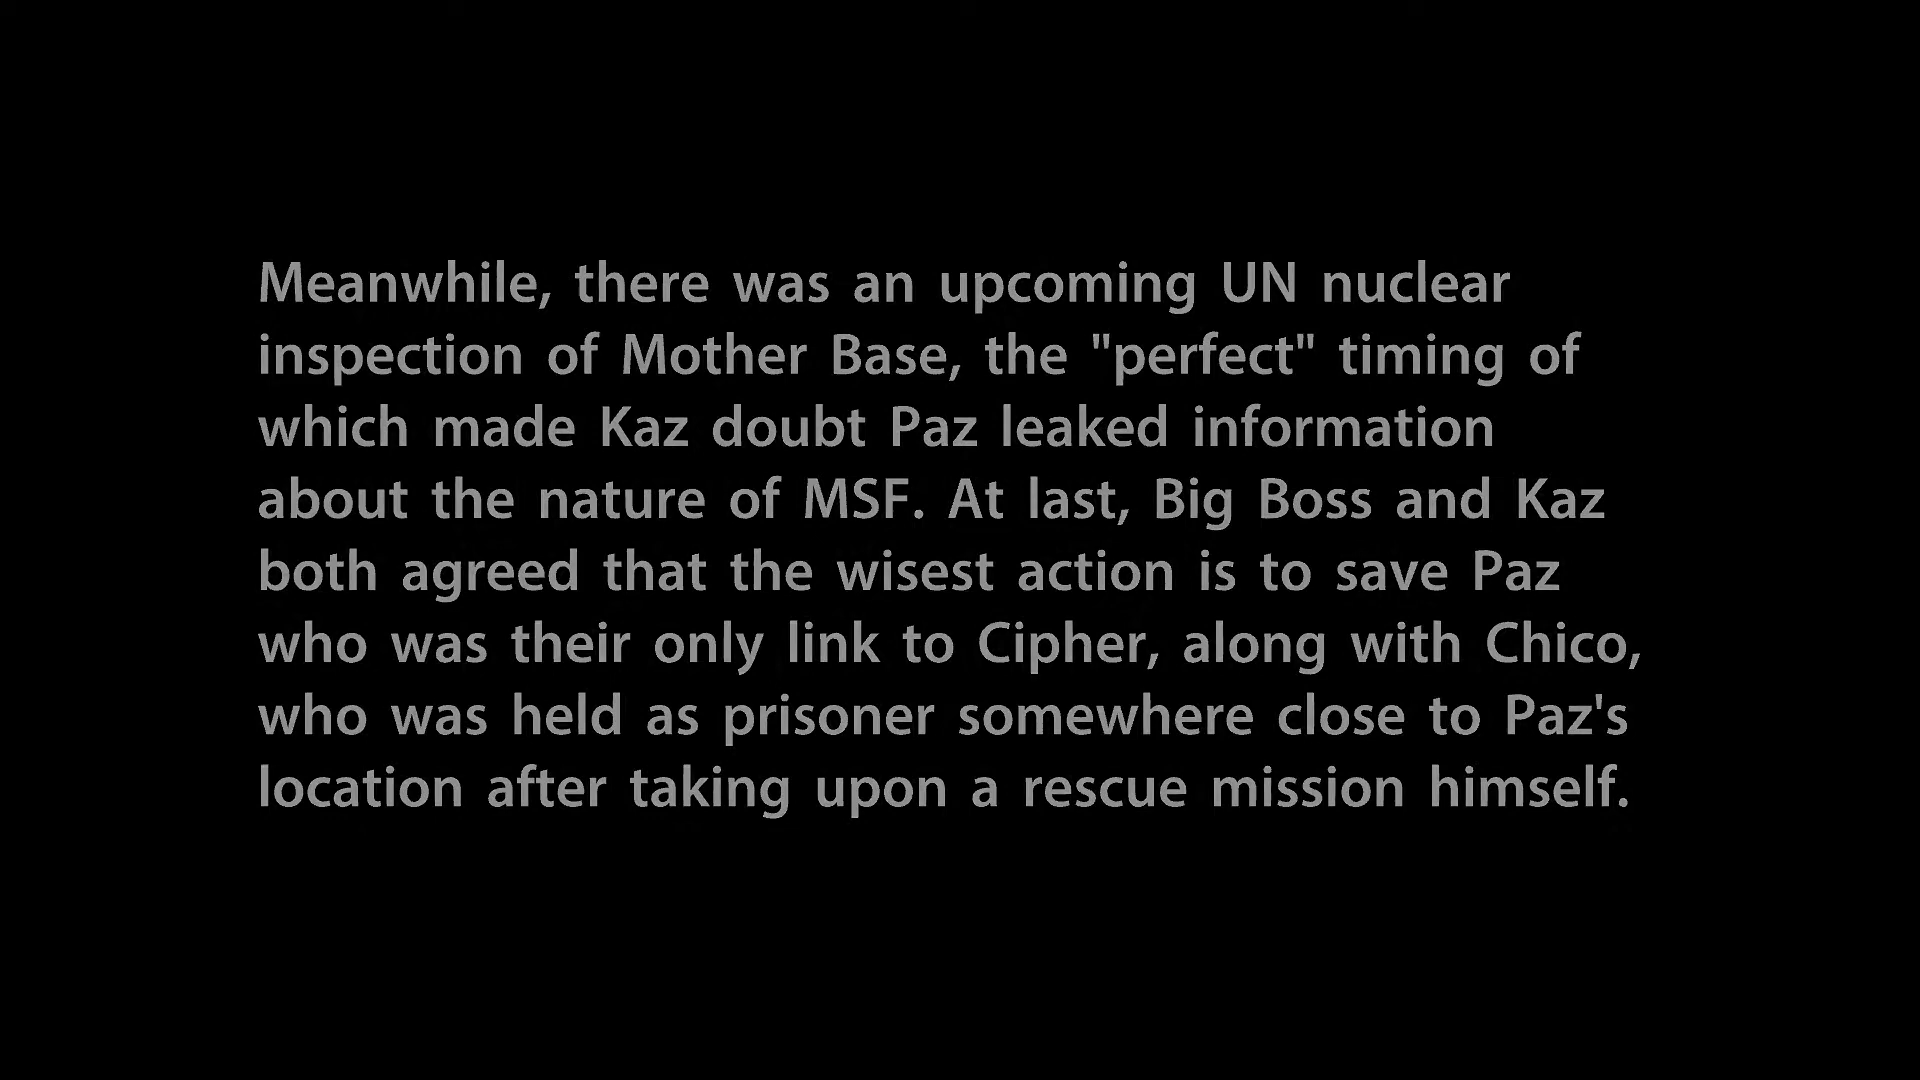 Meanwhile, there was an upcoming UN nuclear
inspection of Mother Base, the "perfect" timing of
which made Kaz doubt Paz leaked information
about the nature of MSF. At last, Big Boss and Kaz
both agreed that the wisest action is to save Paz
who was their only link to Cipher, along with Chico,
who was held as prisoner somewhere close to Paz's
location after taking upon a rescue mission himself.